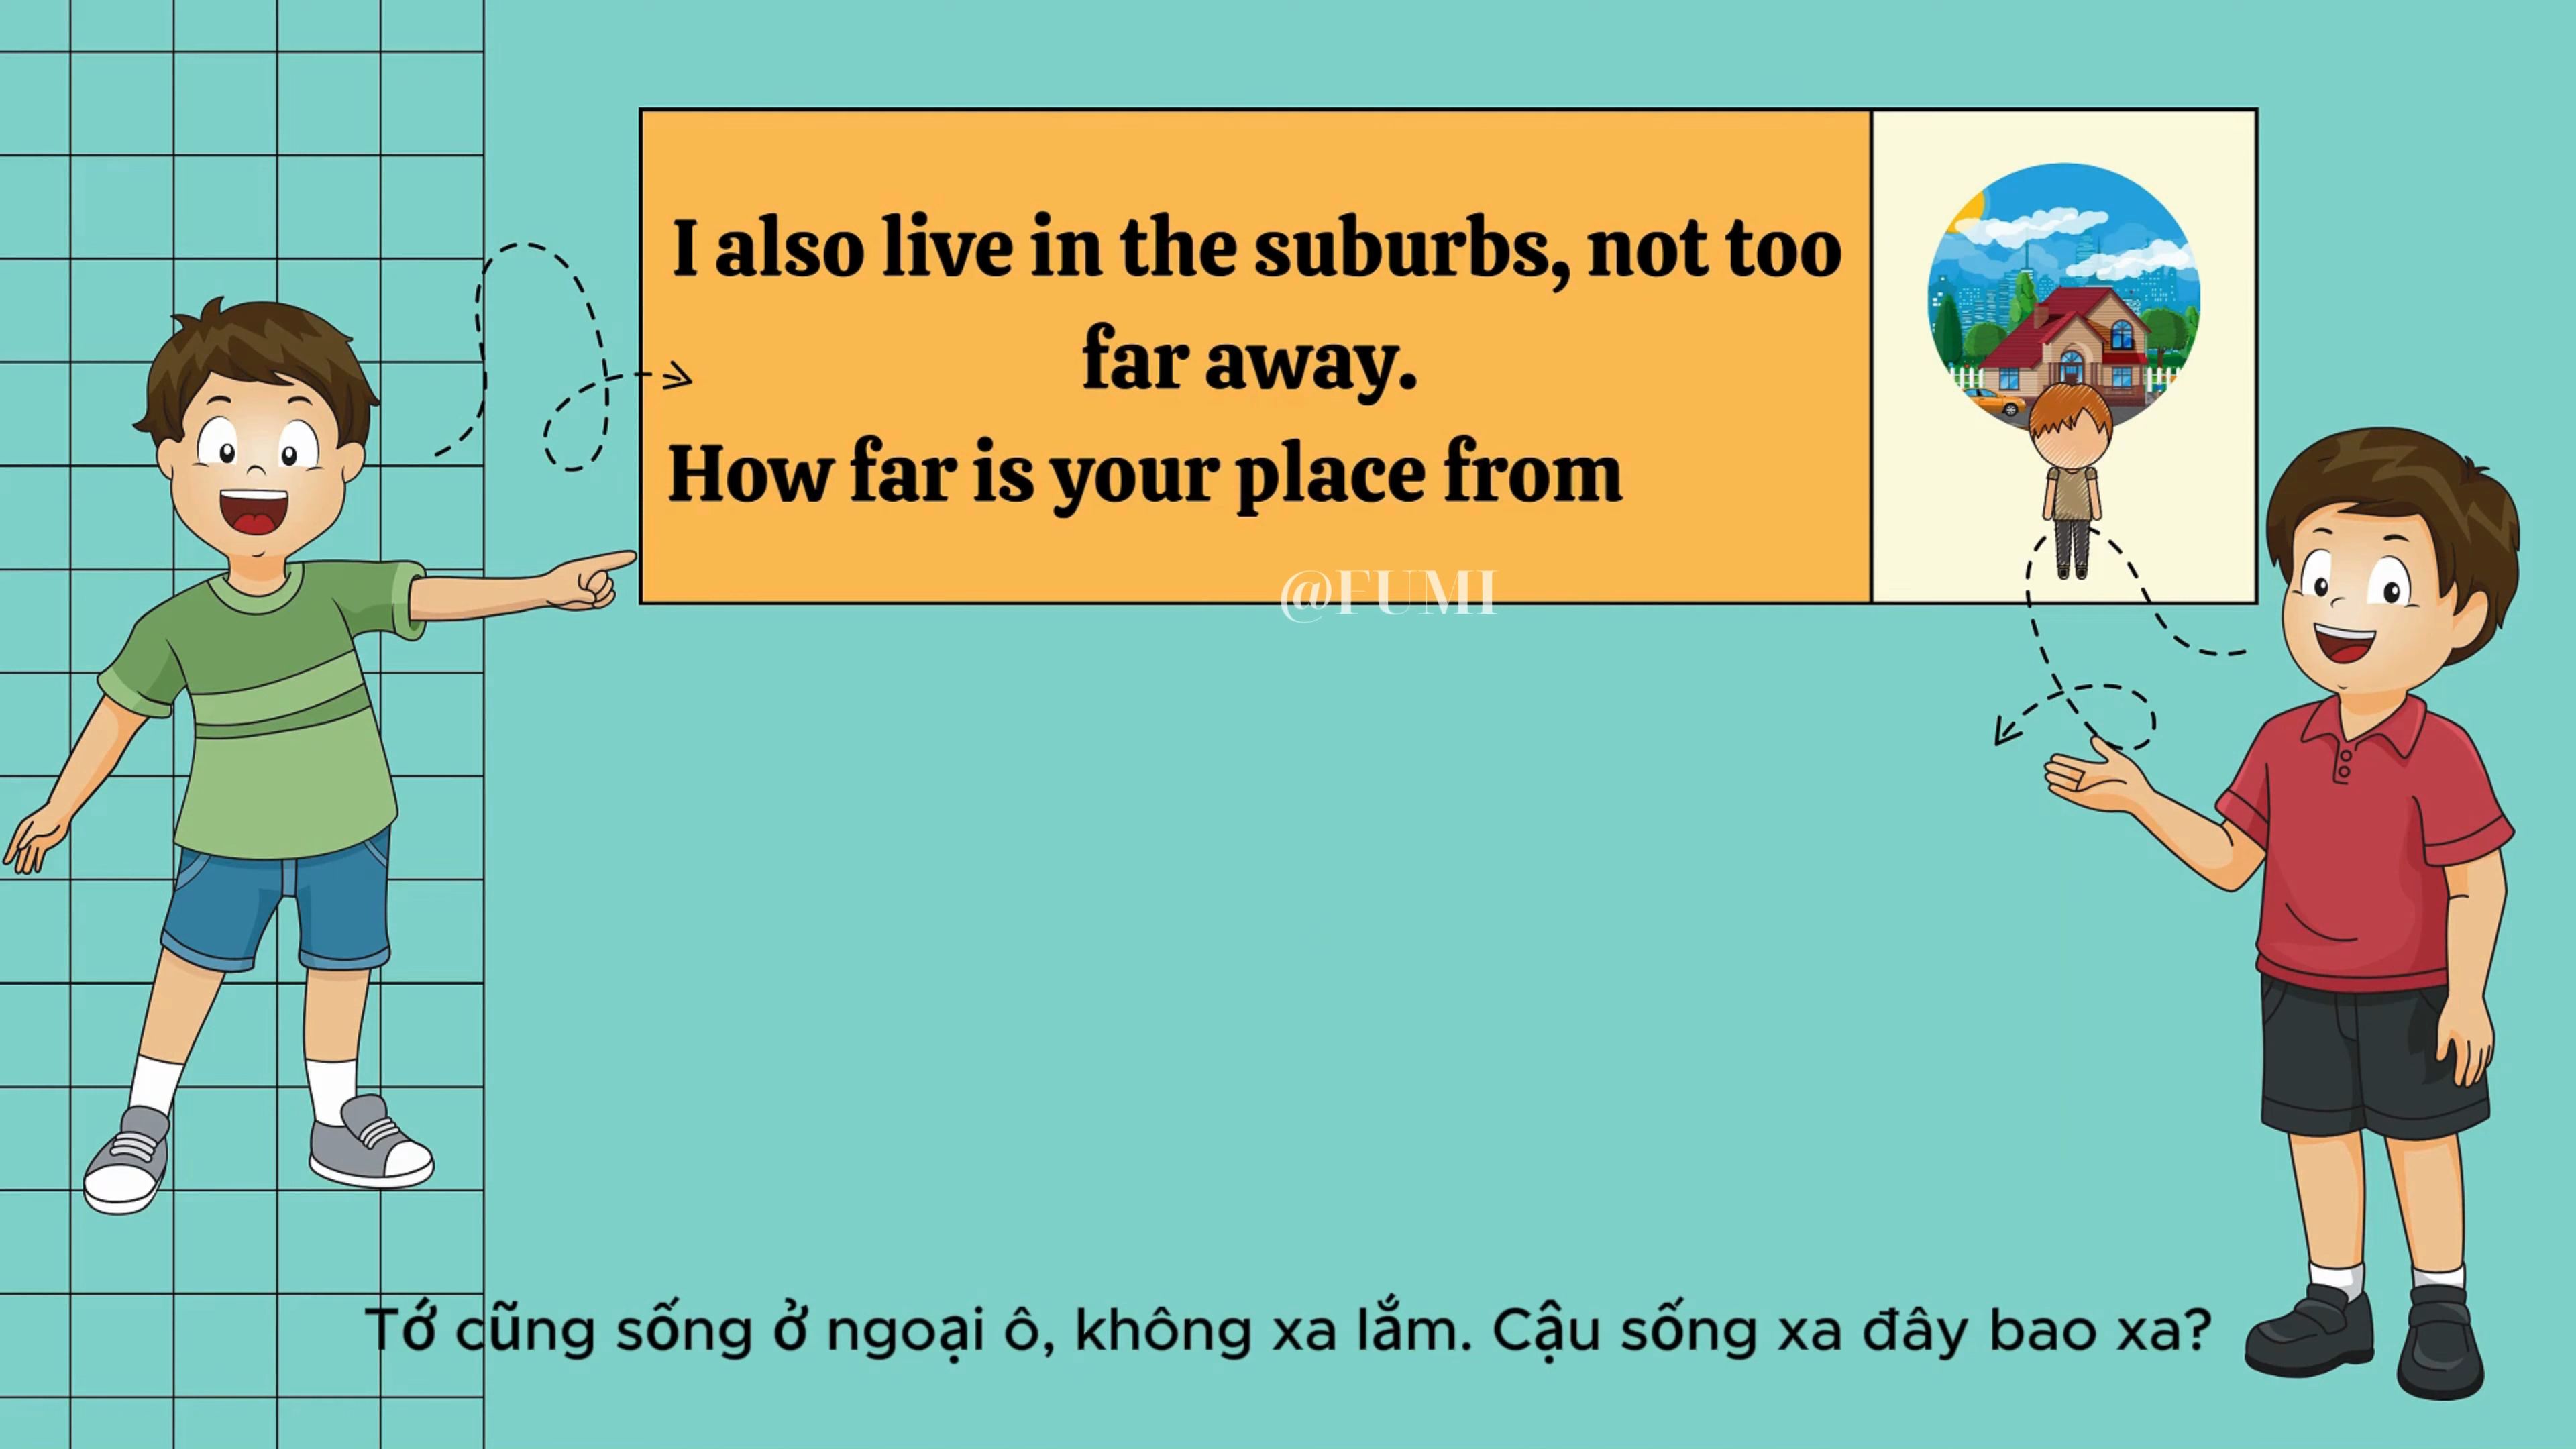 I also live in the suburbs, not too
far away.
How far is your place from
@FUMI
Tớ cũng sống ở ngoại ô, không xa lắm. Cậu sống xa đây bao xa?